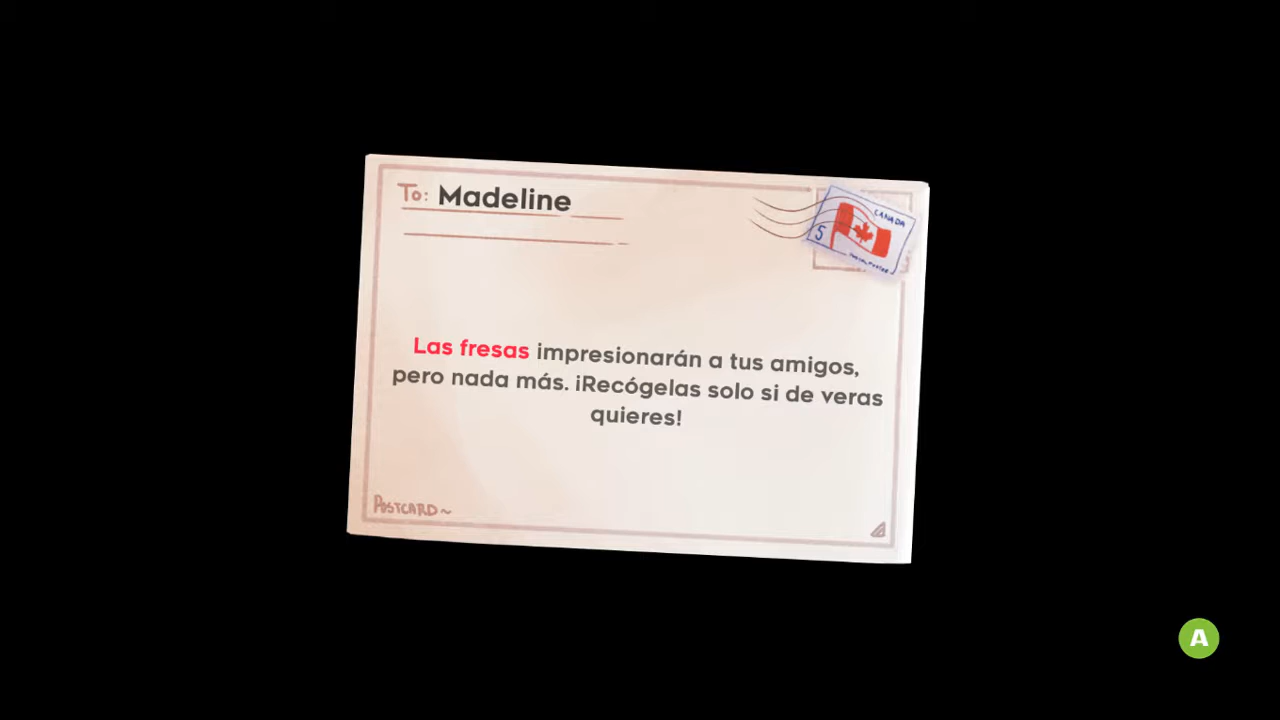 To: Madeline
CANADA
5
Las fresas impresionarán a tus amigos,
pero nada más. ¡Recógelas solo si de veras
quieres!
POSTCARD~
A